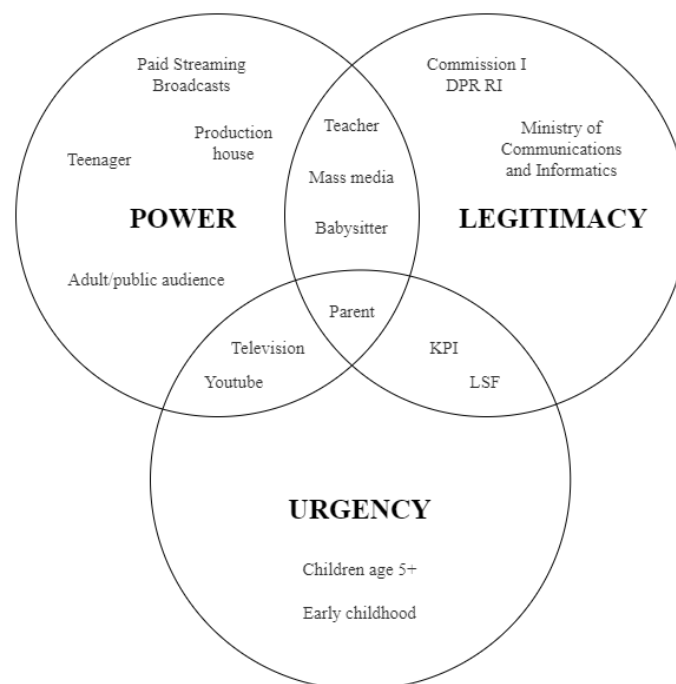 Paid Streaming
Broadcasts
Commission I
DPR RI
Teacher
Production
house
Ministry of
Communications
and Informatics
Teenager
Mass media
POWER
LEGITIMACY
Babysitter
Adult/public audience
Parent
Television
KPI
Youtube
LSF
URGENCY
Children age 5+
Early childhood